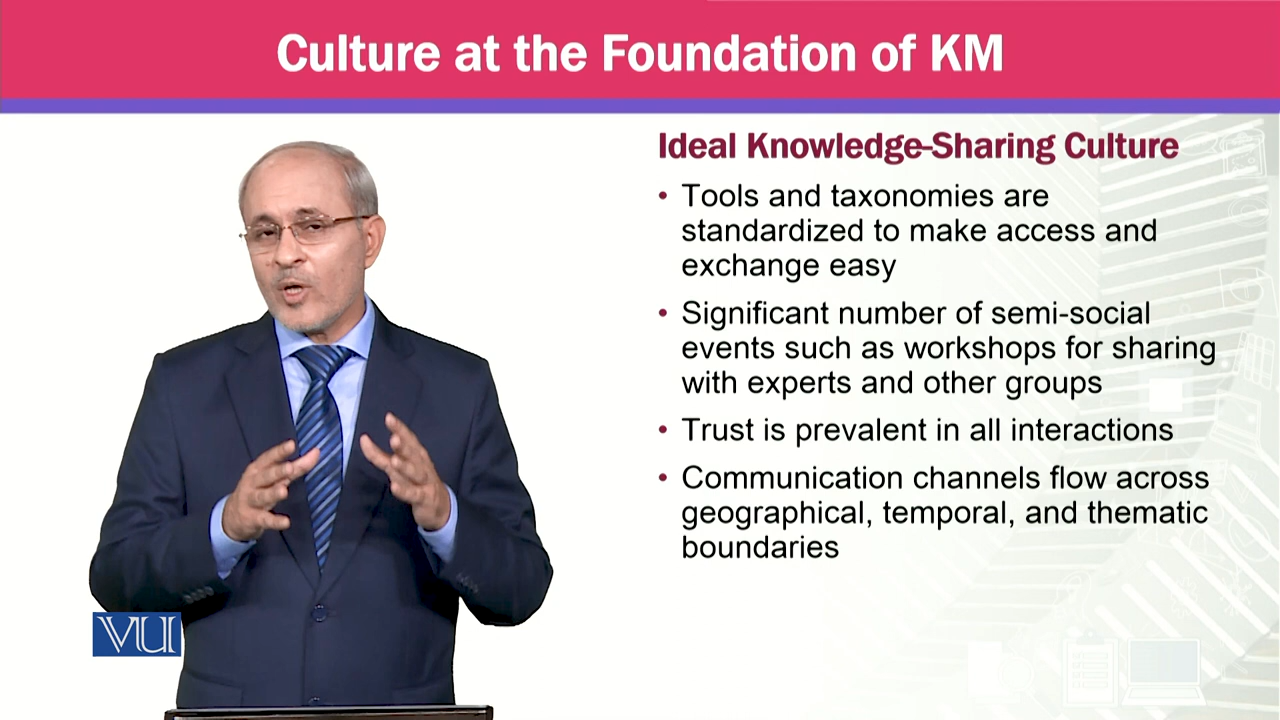 Culture at the Foundation of KM
Ideal Knowledge-Sharing Culture
• Tools and taxonomies are
standardized to make access and
exchange easy
• Significant number of semi-social
events such as workshops for sharing
with experts and other groups
• Trust is prevalent in all interactions
• Communication channels flow across
geographical, temporal, and thematic
boundaries
VU